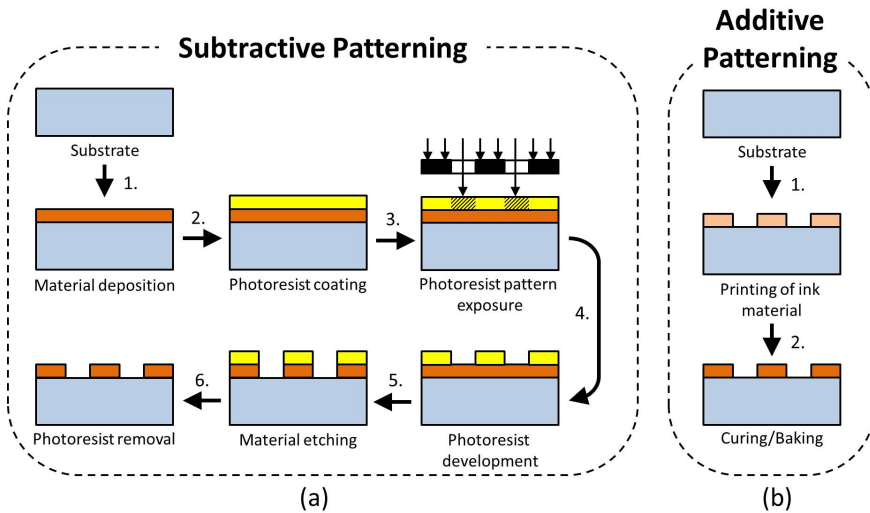 Subtractive Patterning
Substrate
1.
Material deposition
2.
Photoresist coating
3.
Photoresist pattern
exposure
4.
Photoresist
development
5.
Material etching
6.
Photoresist removal
(a)
Additive
Patterning
Substrate
1.
Printing of ink
material
2.
Curing/Baking
(b)